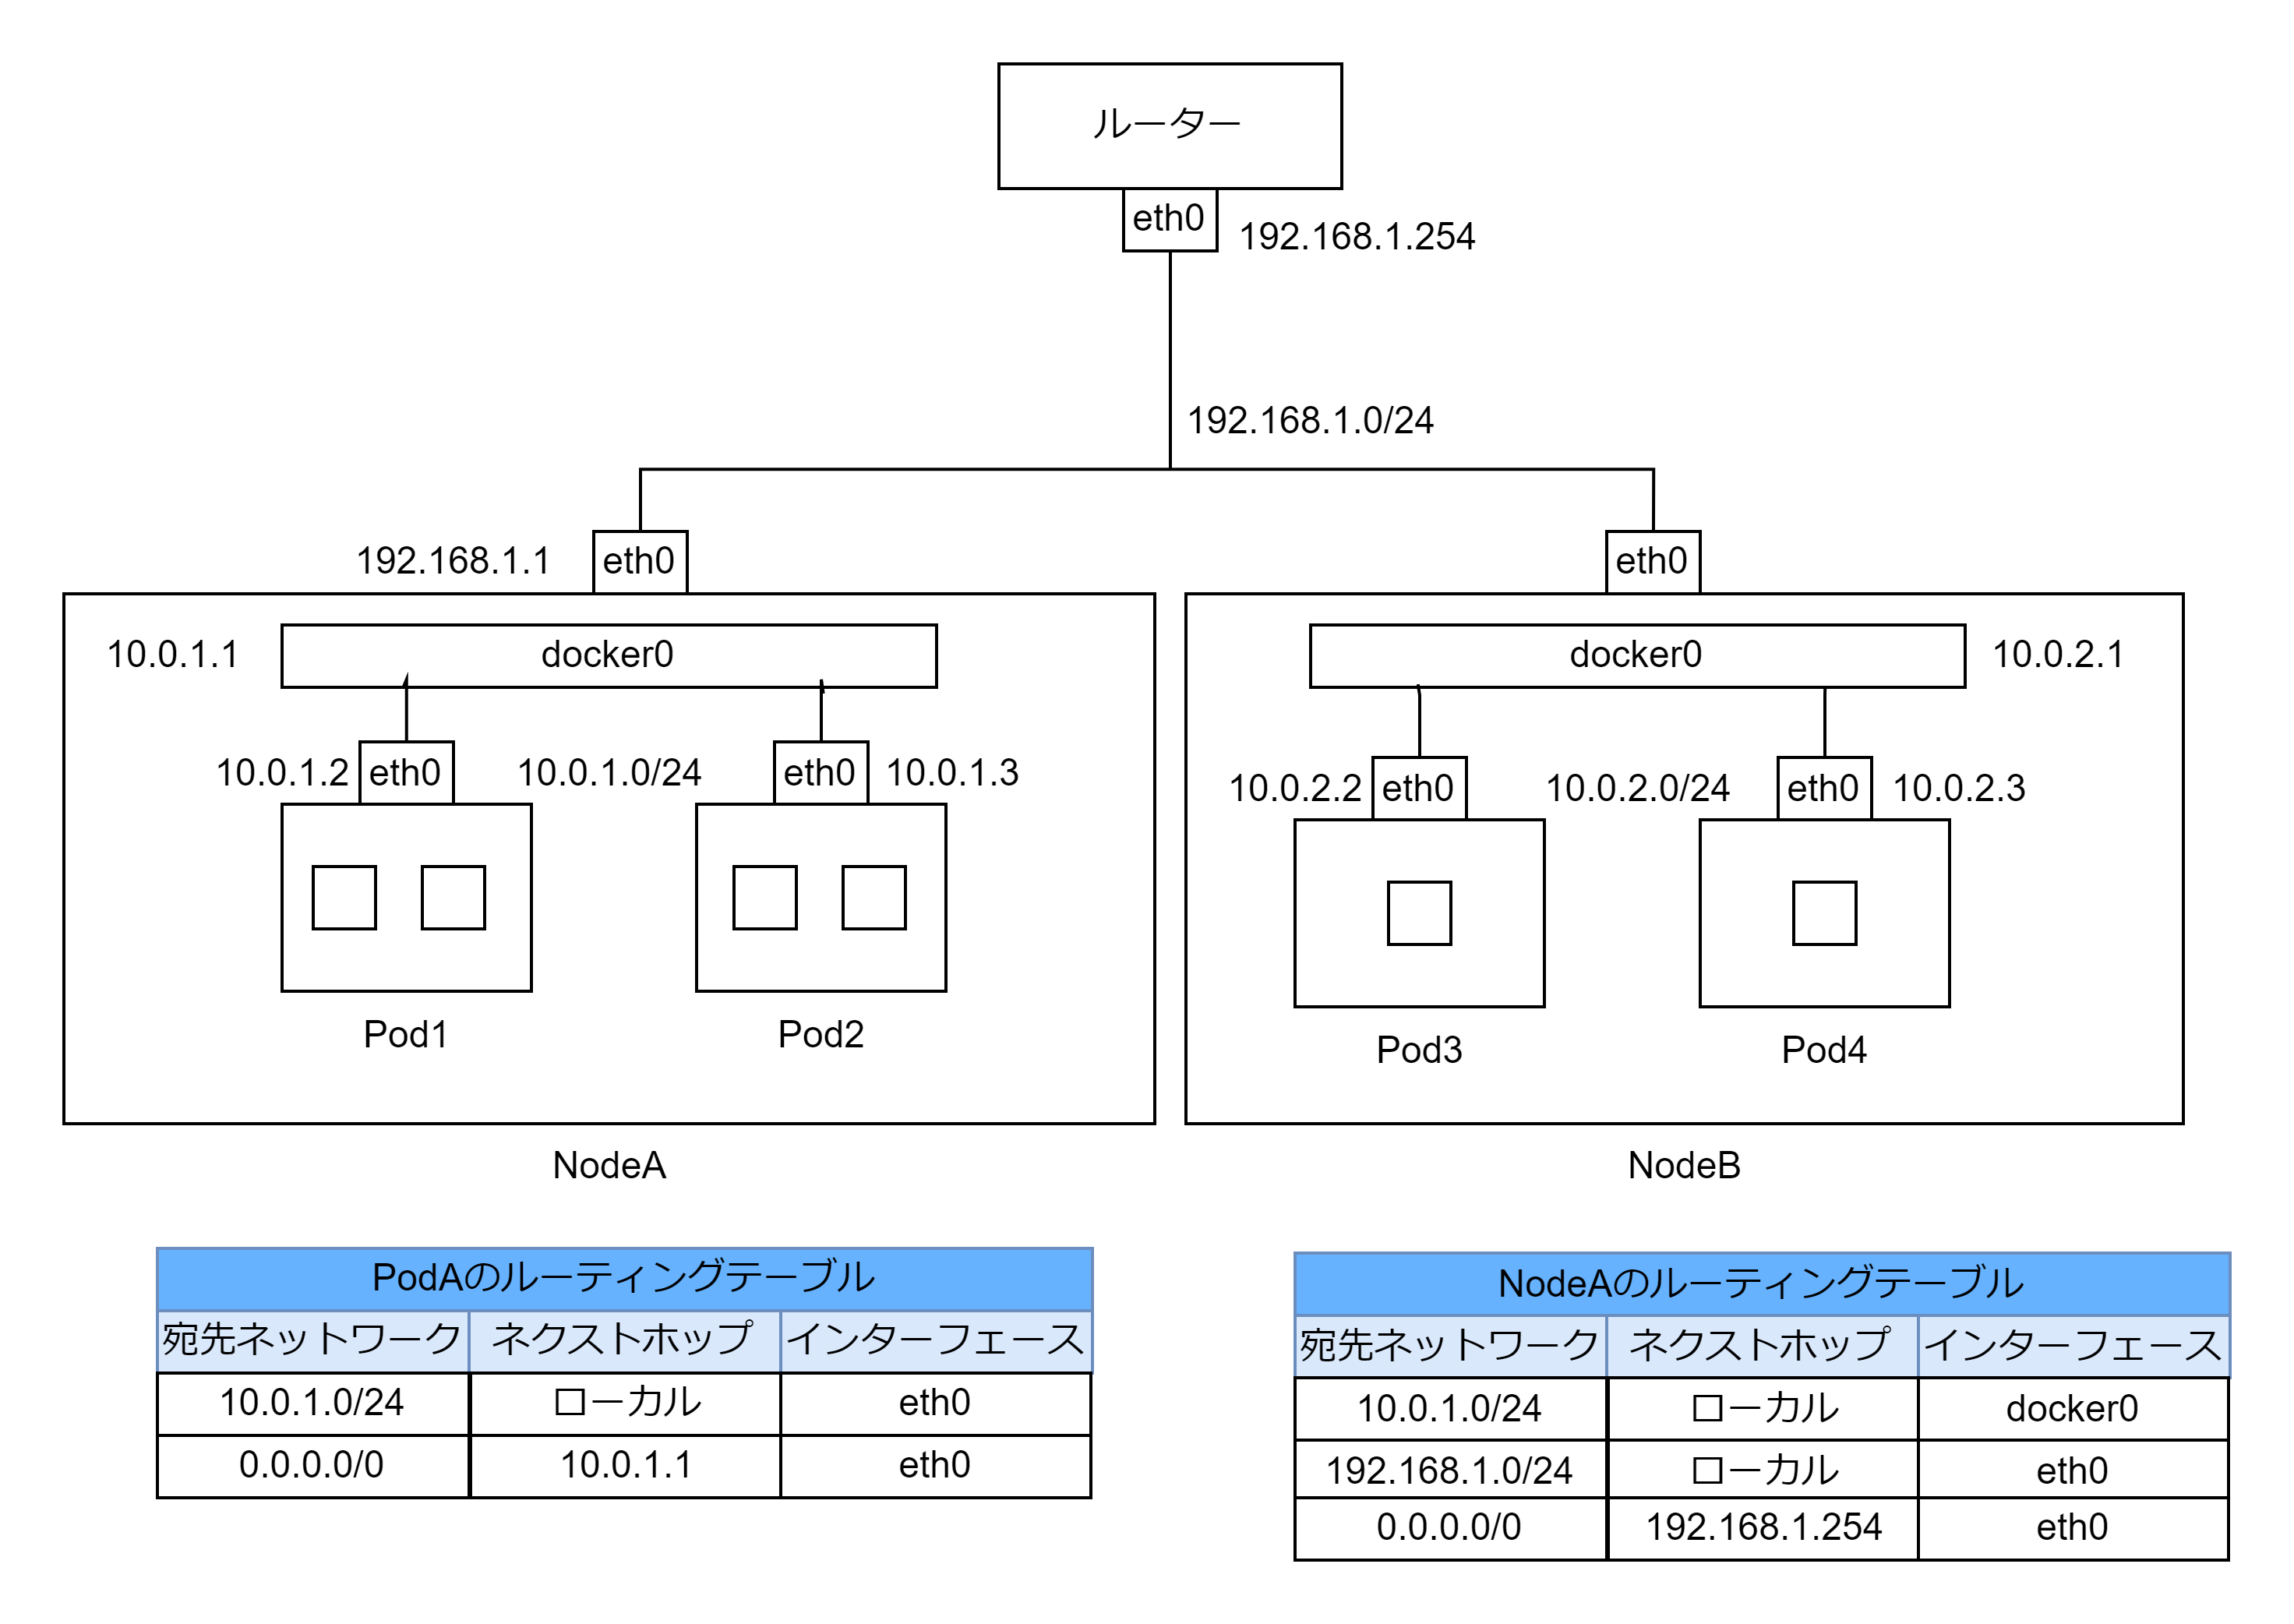 ルーター
eth0
192.168.1.254
192.168.1.0/24
192.168.1.1
eth0
eth0
10.0.1.1
docker0
docker0
10.0.2.1
10.0.1.2
eth0
10.0.1.0/24
eth0
10.0.1.3
10.0.2.2
eth0
10.0.2.0/24
eth0
10.0.2.3
Pod1
Pod2
Pod3
Pod4
NodeA
NodeB
PodAのルーティングテーブル
宛先ネットワーク ネクストホップ インターフェース
10.0.1.0/24 ローカル eth0
0.0.0.0/0 10.0.1.1 eth0
NodeAのルーティングテーブル
宛先ネットワーク ネクストホップ インターフェース
10.0.1.0/24 ローカル docker0
192.168.1.0/24 ローカル eth0
0.0.0.0/0 192.168.1.254 eth0